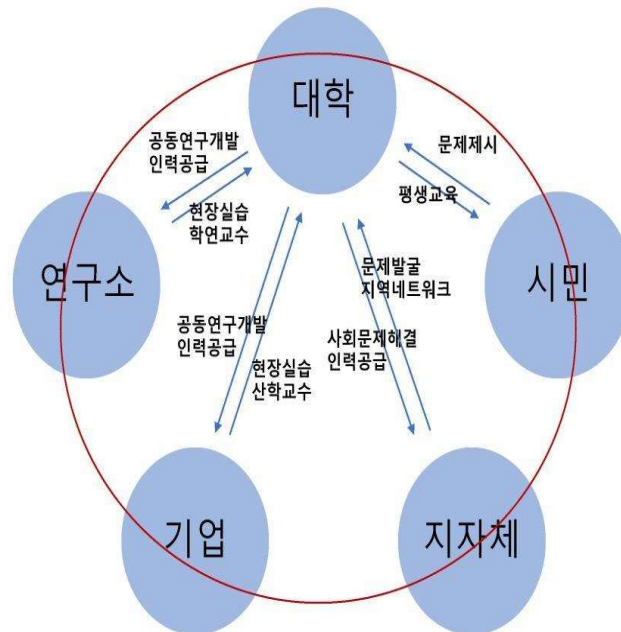 대학
공동연구개발
인력공급
문제제시
평생교육
현장실습
학연교수
연구소
시민
문제발굴
지역네트워크
공동연구개발
인력공급
사회문제해결
인력공급
현장실습
산학교수
기업
지자체